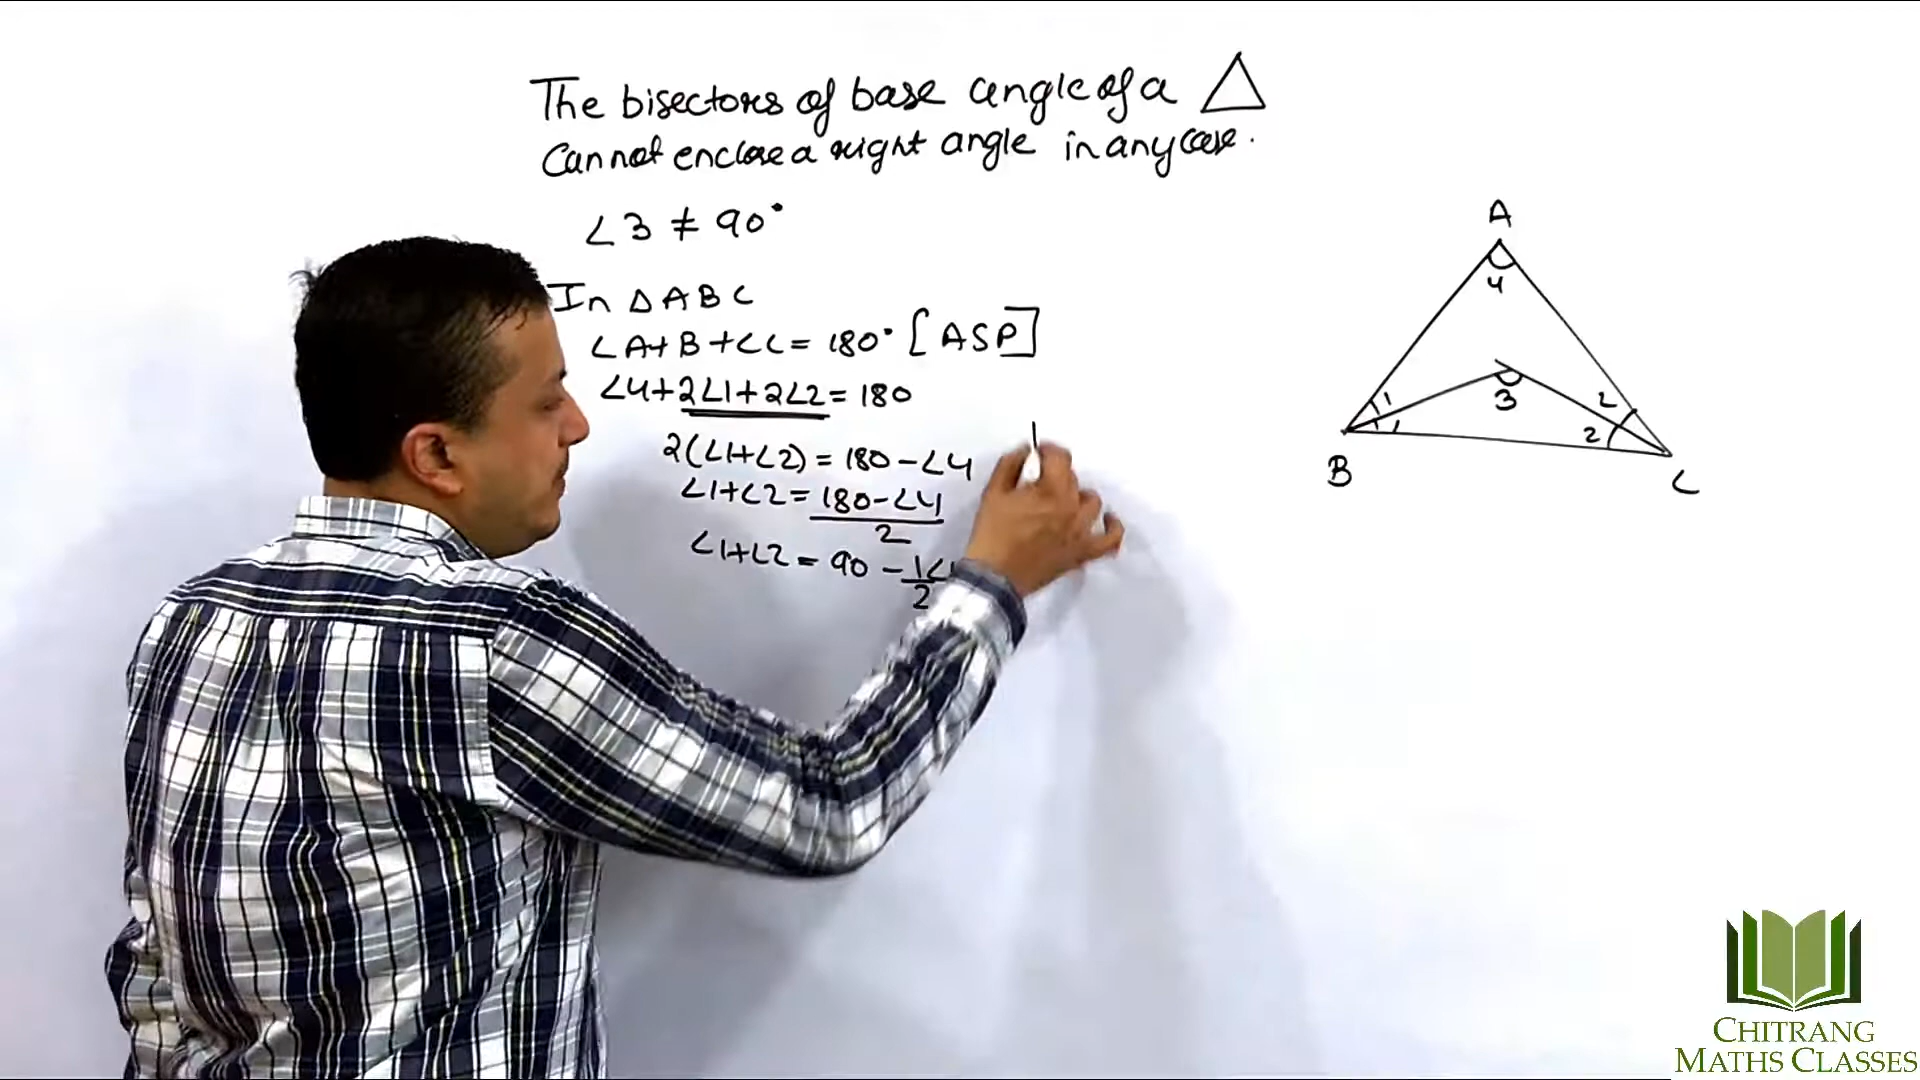 The bisectors of base angle of a △
Cannot enclose a right angle in any case.
∠3 ≠ 90°
In △ABC
∠A+B+∠C = 180° [ASP]
∠4+2∠1+2∠2 = 180
2(∠1+∠2) = 180-∠4
∠1+∠2 = 180-∠4
2
∠1+∠2 = 90 - 1∠
2
A
4
1
1
3
2
2
B
C
CHITRANG
MATHS CLASSES